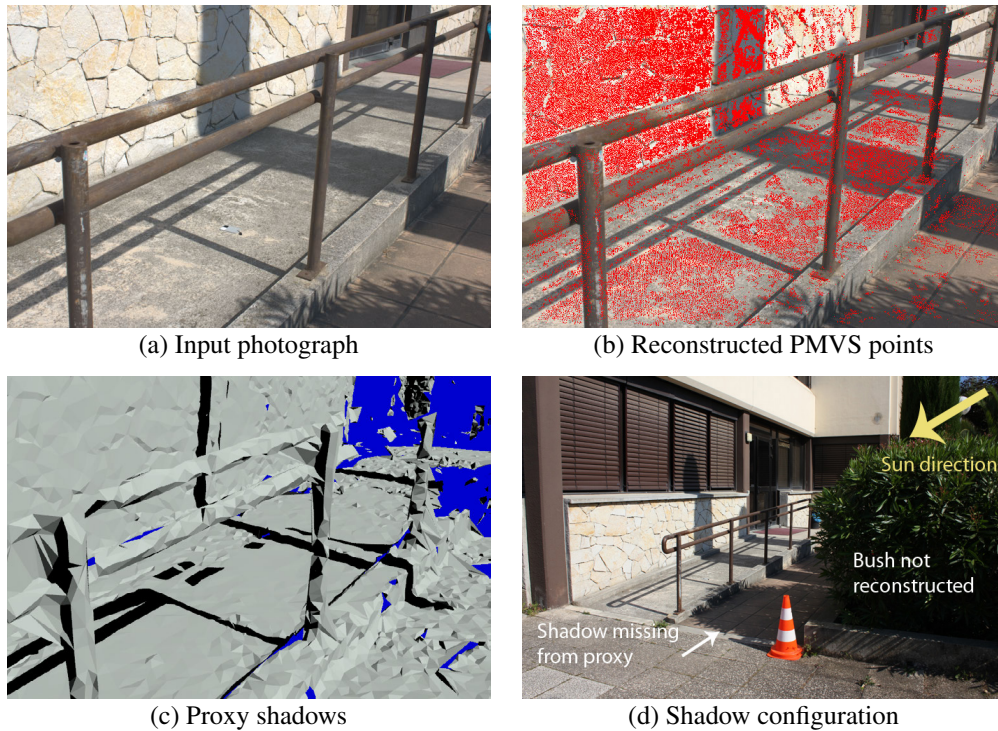 (a) Input photograph
(b) Reconstructed PMVS points
Sun direction
Bush not
reconstructed
Shadow missing
from proxy
(c) Proxy shadows
(d) Shadow configuration